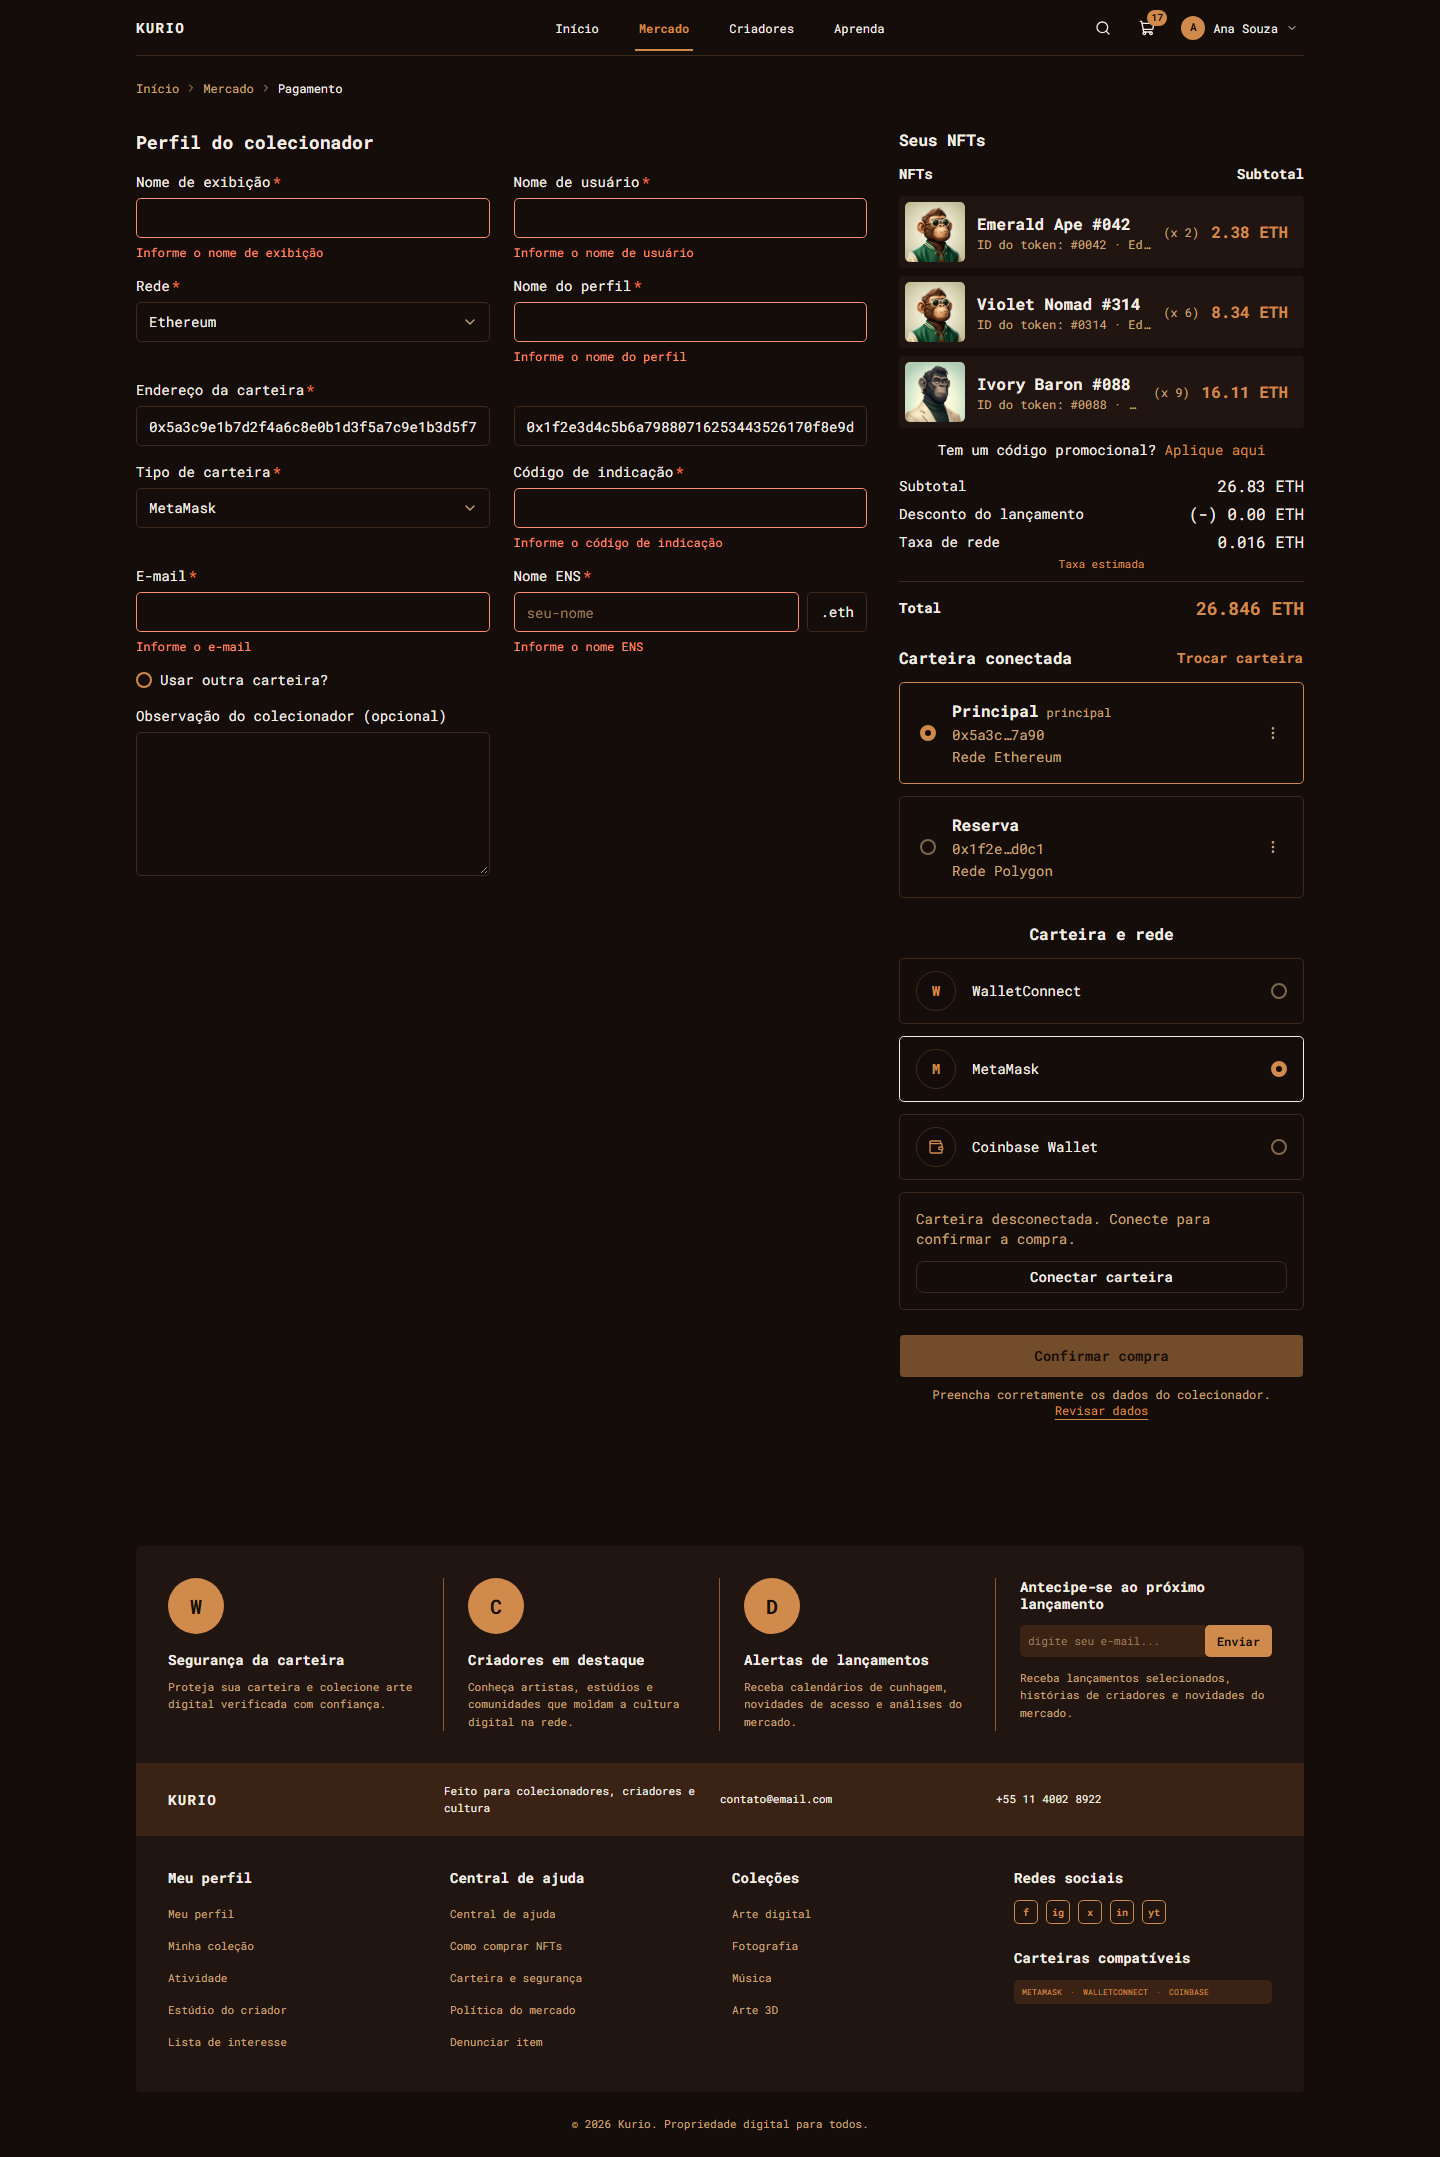 KURIO
Início
Mercado
Criadores
Aprenda
17
A
Ana Souza
Início
Mercado
Pagamento
Perfil do colecionador
Nome de exibição*
Nome de usuário*
Informe o nome de exibição
Informe o nome de usuário
Rede*
Nome do perfil*
Ethereum
Informe o nome do perfil
Endereço da carteira*
0x5a3c9e1b7d2f4a6c8e0b1d3f5a7c9e1b3d5f7
0x1f2e3d4c5b6a79880716253443526170f8e9d
Tipo de carteira*
Código de indicação*
MetaMask
Informe o código de indicação
E-mail*
Nome ENS*
seu-nome
.eth
Informe o e-mail
Informe o nome ENS
Usar outra carteira?
Observação do colecionador (opcional)
Seus NFTs
NFTs
Subtotal
Emerald Ape #042
ID do token: #0042 · Ed…
(x 2)
2.38 ETH
Violet Nomad #314
ID do token: #0314 · Ed…
(x 6)
8.34 ETH
Ivory Baron #088
ID do token: #0088 · …
(x 9)
16.11 ETH
Tem um código promocional? Aplique aqui
Subtotal
26.83 ETH
Desconto do lançamento
(-) 0.00 ETH
Taxa de rede
0.016 ETH
Taxa estimada
Total
26.846 ETH
Carteira conectada
Trocar carteira
Principal principal
0x5a3c…7a90
Rede Ethereum
Reserva
0x1f2e…d0c1
Rede Polygon
Carteira e rede
W
WalletConnect
M
MetaMask
Coinbase Wallet
Carteira desconectada. Conecte para
confirmar a compra.
Conectar carteira
Confirmar compra
Preencha corretamente os dados do colecionador.
Revisar dados
W
Segurança da carteira
Proteja sua carteira e colecione arte
digital verificada com confiança.
C
Criadores em destaque
Conheça artistas, estúdios e
comunidades que moldam a cultura
digital na rede.
D
Alertas de lançamentos
Receba calendários de cunhagem,
novidades de acesso e análises do
mercado.
Antecipe-se ao próximo
lançamento
digite seu e-mail...
Enviar
Receba lançamentos selecionados,
histórias de criadores e novidades do
mercado.
KURIO
Feito para colecionadores, criadores e
cultura
contato@email.com
+55 11 4002 8922
Meu perfil
Meu perfil
Minha coleção
Atividade
Estúdio do criador
Lista de interesse
Central de ajuda
Central de ajuda
Como comprar NFTs
Carteira e segurança
Política do mercado
Denunciar item
Coleções
Arte digital
Fotografia
Música
Arte 3D
Redes sociais
f
ig
x
in
yt
Carteiras compatíveis
METAMASK · WALLETCONNECT · COINBASE
© 2026 Kurio. Propriedade digital para todos.